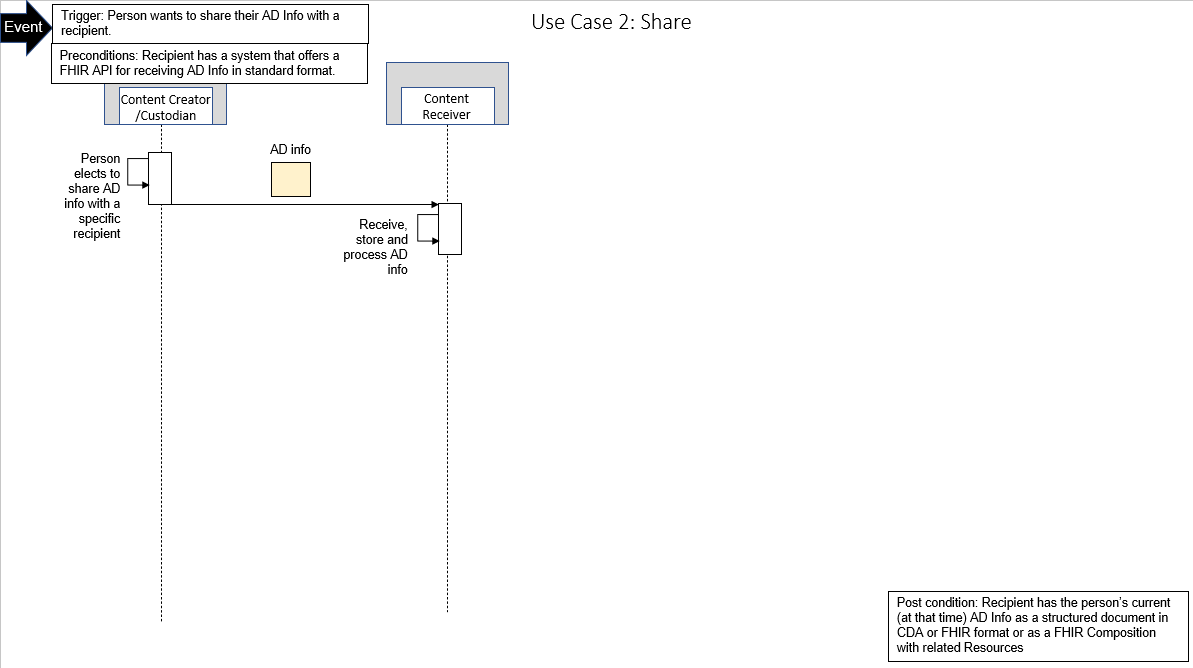 Event
Trigger: Person wants to share their AD Info with a
recipient.
Use Case 2: Share
Preconditions: Recipient has a system that offers a
FHIR API for receiving AD Info in standard format.
Content Creator
/Custodian
Content
Receiver
AD info
Person
elects to
share AD
info with a
specific
recipient
Receive,
store and
process AD
info
Post condition: Recipient has the person’s current
(at that time) AD Info as a structured document in
CDA or FHIR format or as a FHIR Composition
with related Resources